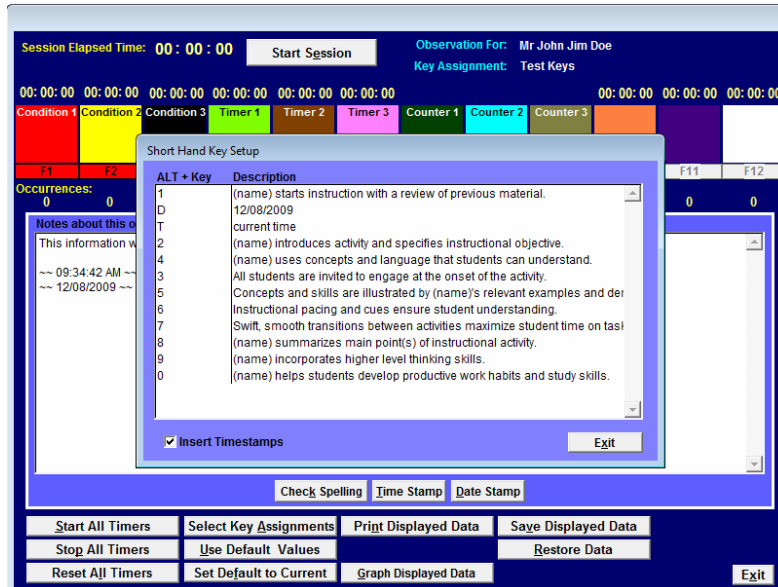 Session Elapsed Time: 00:00:00 Start Session Observation For: Mr John Jim Doe
Key Assignment: Test Keys
00:00:00 00:00:00 00:00:00 00:00:00 00:00:00 00:00:00 00:00:00 00:00:00 00:00:00
Condition 1 Condition 2 Condition 3 Timer 1 Timer 2 Timer 3 Counter 1 Counter 2 Counter 3
F1 F2 F11 F12
Occurrences:
0 0 0 0
Notes about this o
This information w
~~ 09:34:42 AM ~~
~~ 12/08/2009 ~~
Short Hand Key Setup
ALT + Key Description
1 (name) starts instruction with a review of previous material.
D 12/08/2009
T current time
2 (name) introduces activity and specifies instructional objective.
4 (name) uses concepts and language that students can understand.
3 All students are invited to engage at the onset of the activity.
5 Concepts and skills are illustrated by (name)'s relevant examples and der
6 Instructional pacing and cues ensure student understanding.
7 Swift, smooth transitions between activities maximize student time on task
8 (name) summarizes main point(s) of instructional activity.
9 (name) incorporates higher level thinking skills.
0 (name) helps students develop productive work habits and study skills.
Insert Timestamps Exit
Check Spelling Time Stamp Date Stamp
Start All Timers Select Key Assignments Print Displayed Data Save Displayed Data
Stop All Timers Use Default Values Restore Data
Reset All Timers Set Default to Current Graph Displayed Data Exit